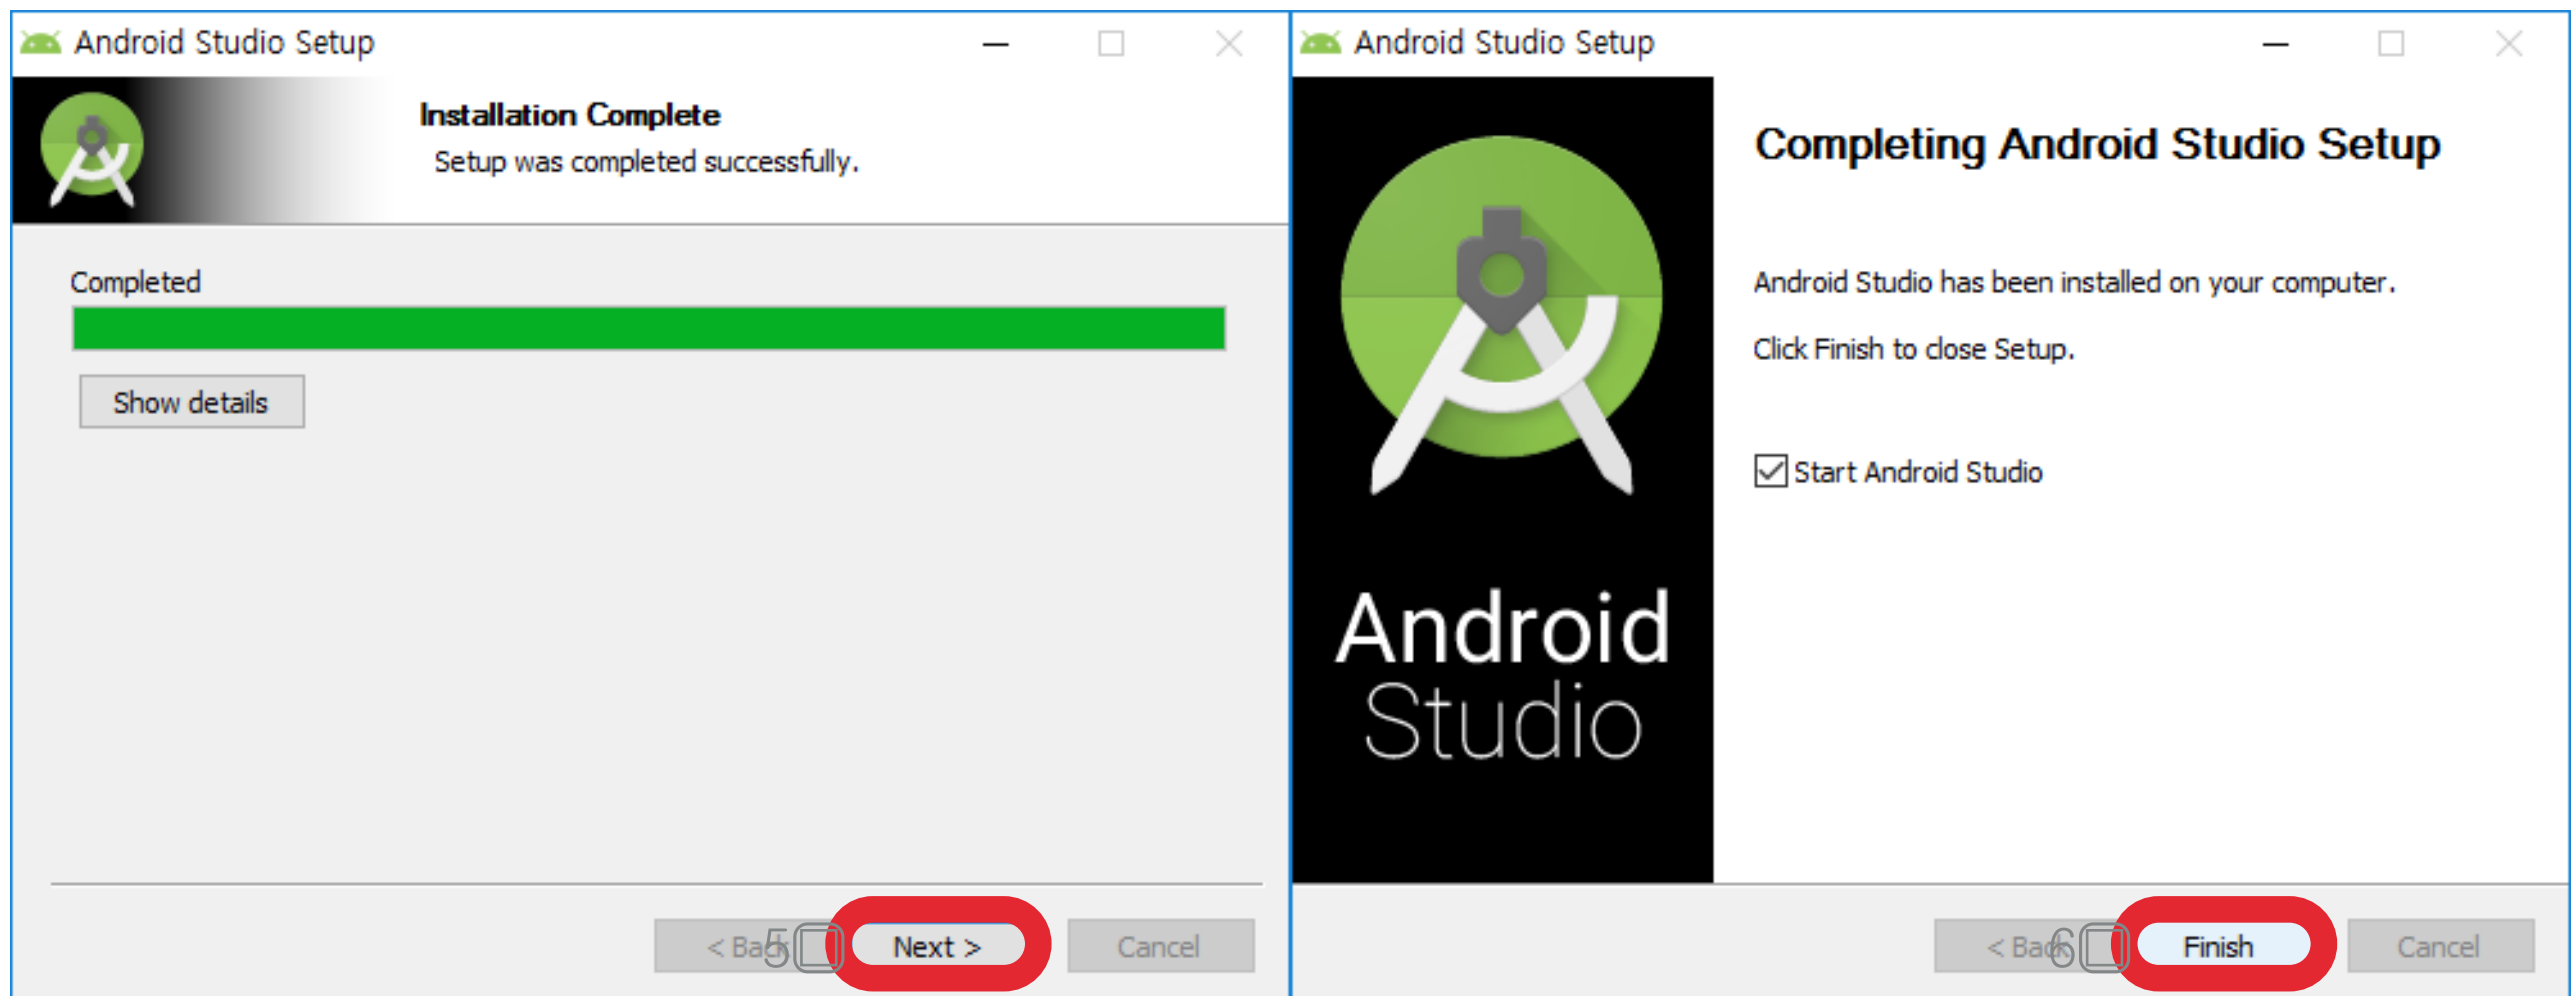 Android Studio Setup
Installation Complete
Setup was completed successfully.
Completed
Show details
< Back
5
Next >
Cancel
Android Studio Setup
Completing Android Studio Setup
Android Studio has been installed on your computer.
Click Finish to close Setup.
Start Android Studio
Android
Studio
< Back
6
Finish
Cancel